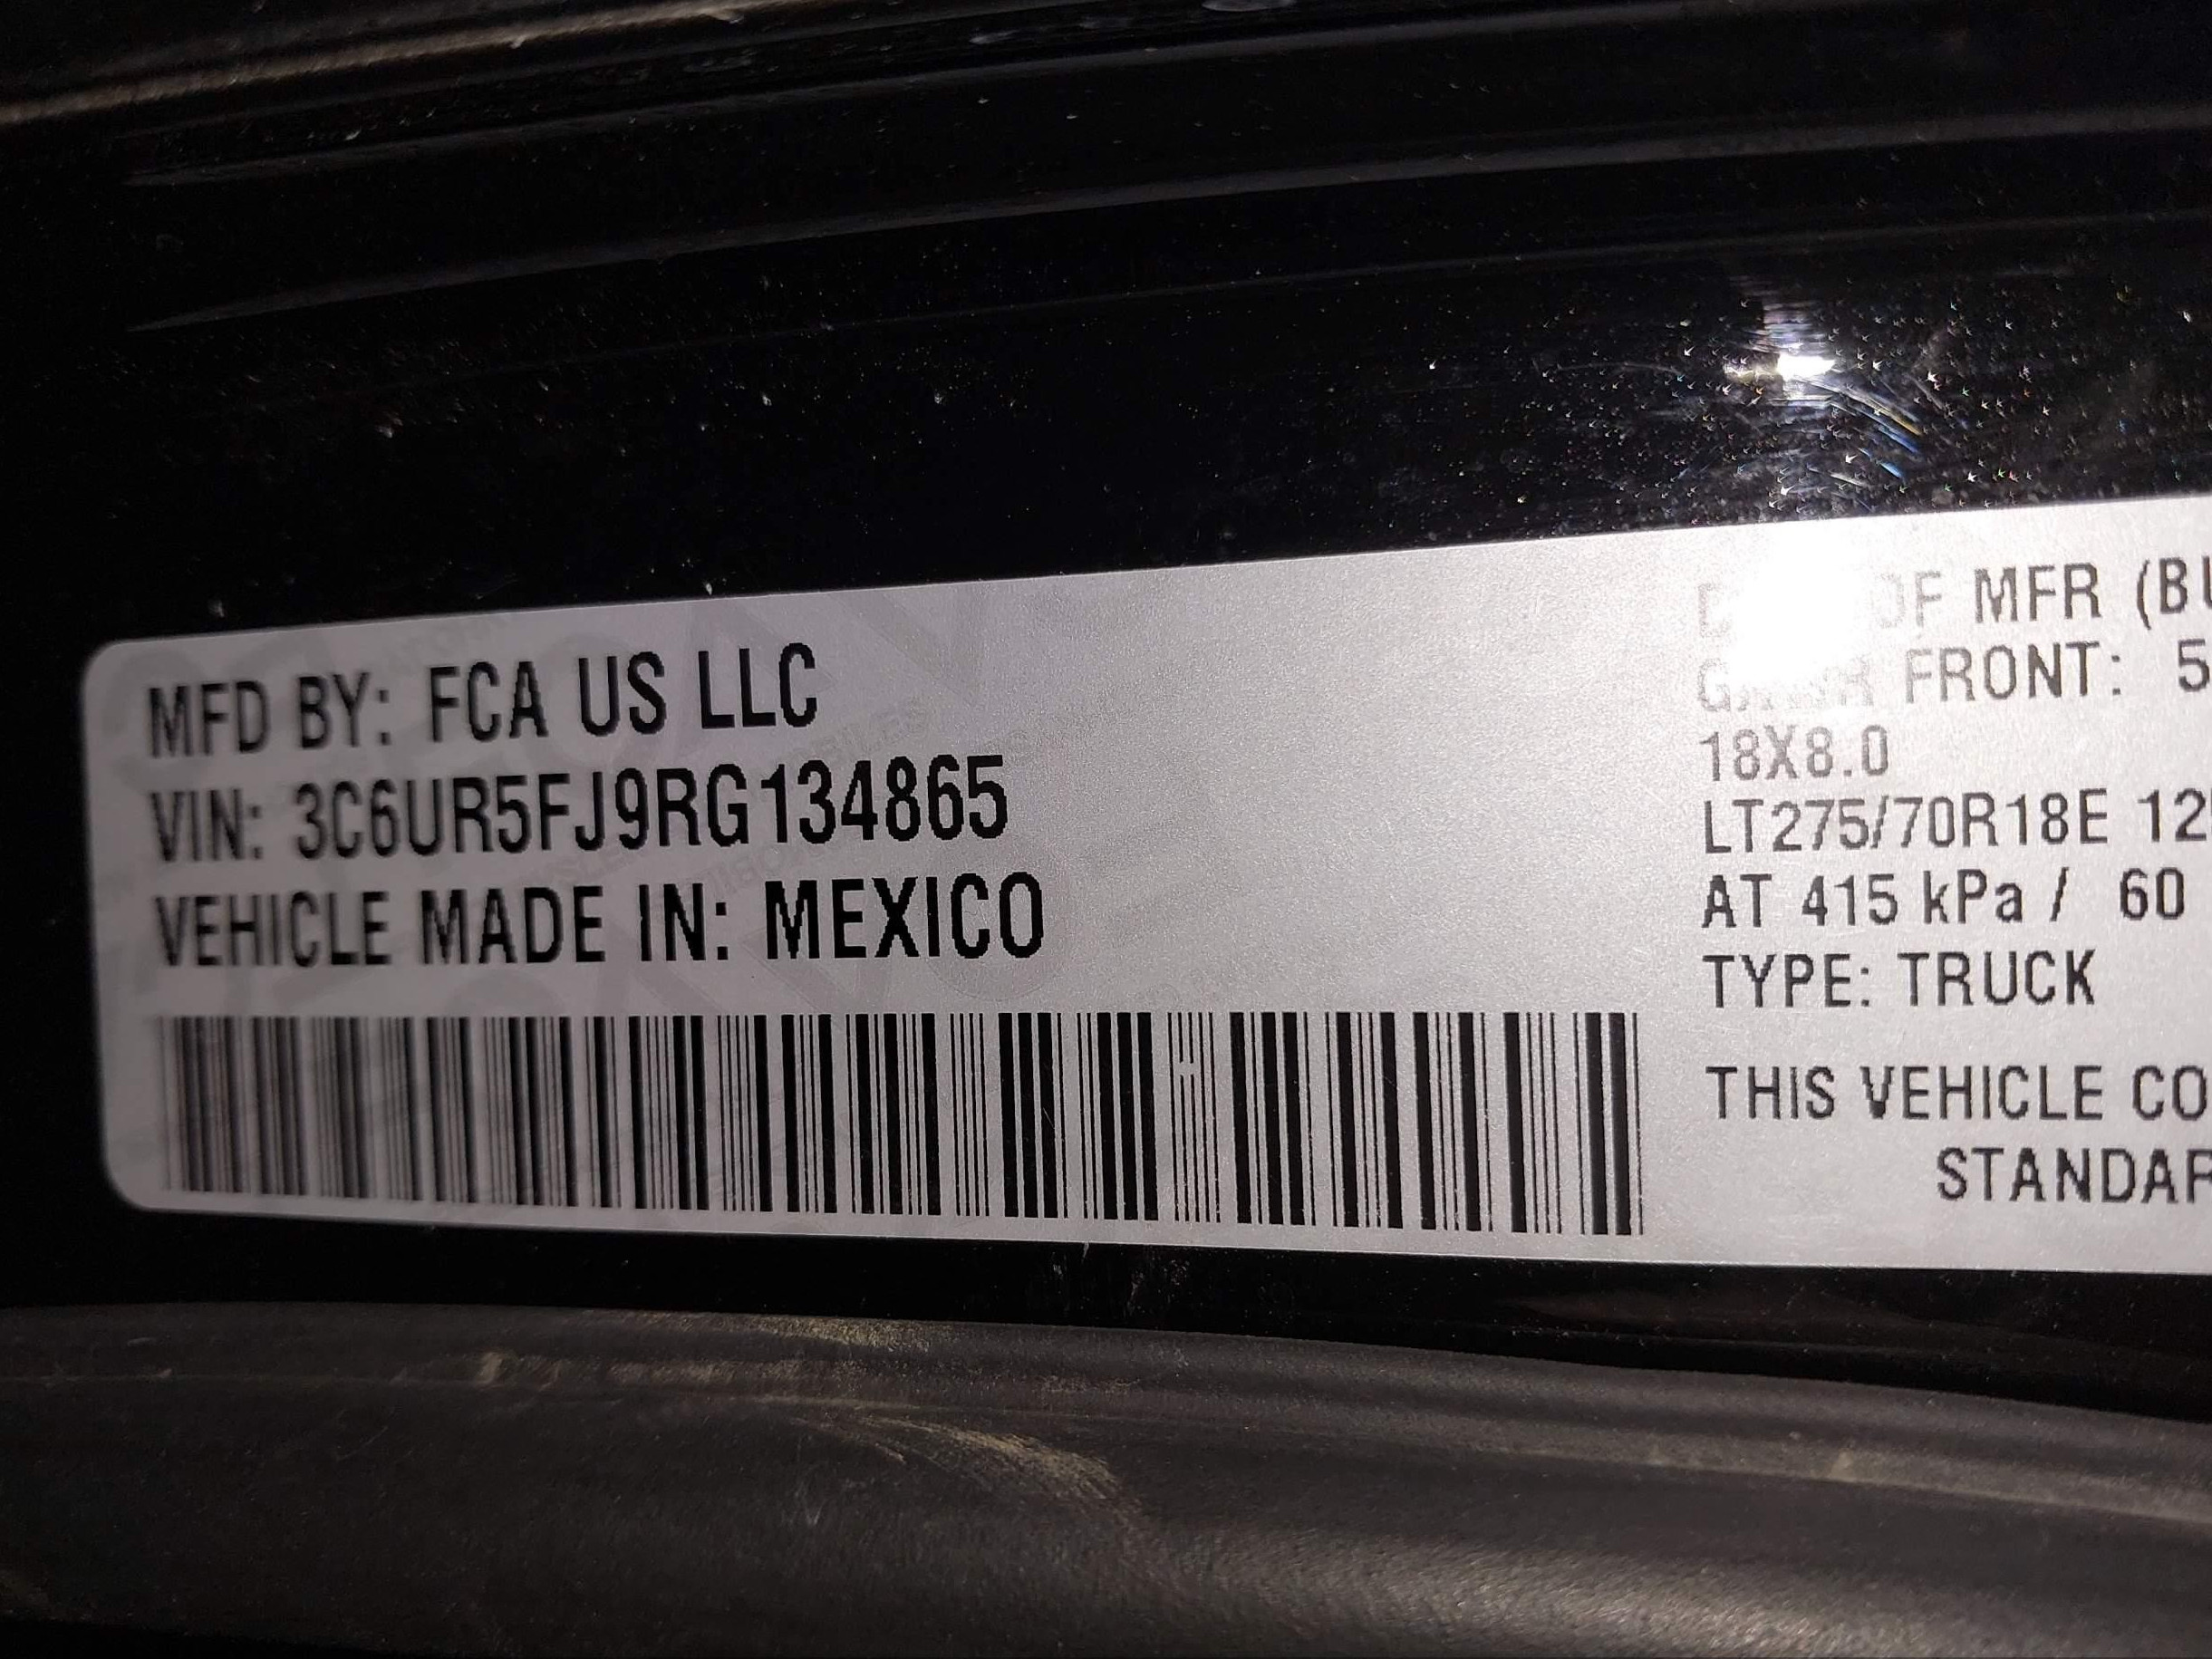 MFD BY: FCA US LLC
VIN: 3C6UR5FJ9RG134865
VEHICLE MADE IN: MEXICO
OF MFR (BU
FRONT: 5
18X8.0
LT275/70R18E 12
AT 415 kPa / 60
TYPE: TRUCK
THIS VEHICLE CO
STANDAR